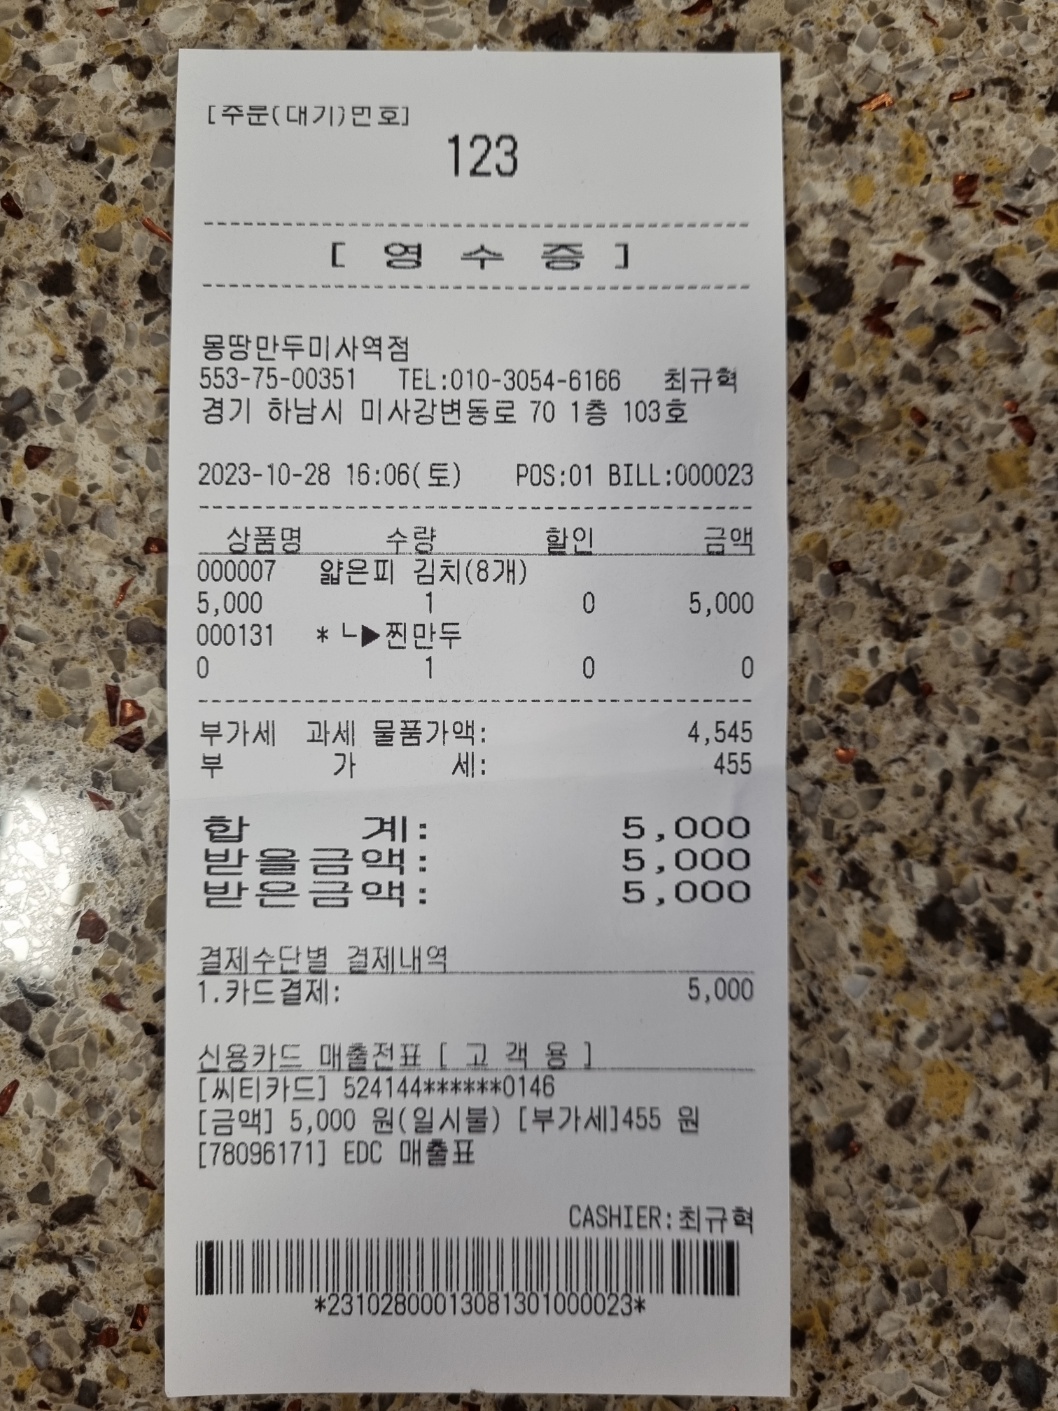 [주문(대기)번호]
123
[ 영 수 증 ]
몽땅만두미사역점
553-75-00351 TEL:010-3054-6166 최규혁
경기 하남시 미사강변동로 70 1층 103호
2023-10-28 16:06(토) POS:01 BILL:000023
상품명 수량 할인 금액
000007 얇은피 김치(8개)
5,000 1 0 5,000
000131 * ㄴ▶찐만두
0 1 0 0
부가세 과세 물품가액: 4,545
부 가 세: 455
합 계: 5,000
받을금액: 5,000
받은금액: 5,000
결제수단별 결제내역
1.카드결제: 5,000
신용카드 매출전표 [ 고 객 용 ]
[씨티카드] 524144******0146
[금액] 5,000 원(일시불) [부가세]455 원
[78096171] EDC 매출표
CASHIER:최규혁
*231028000130813010000​23*